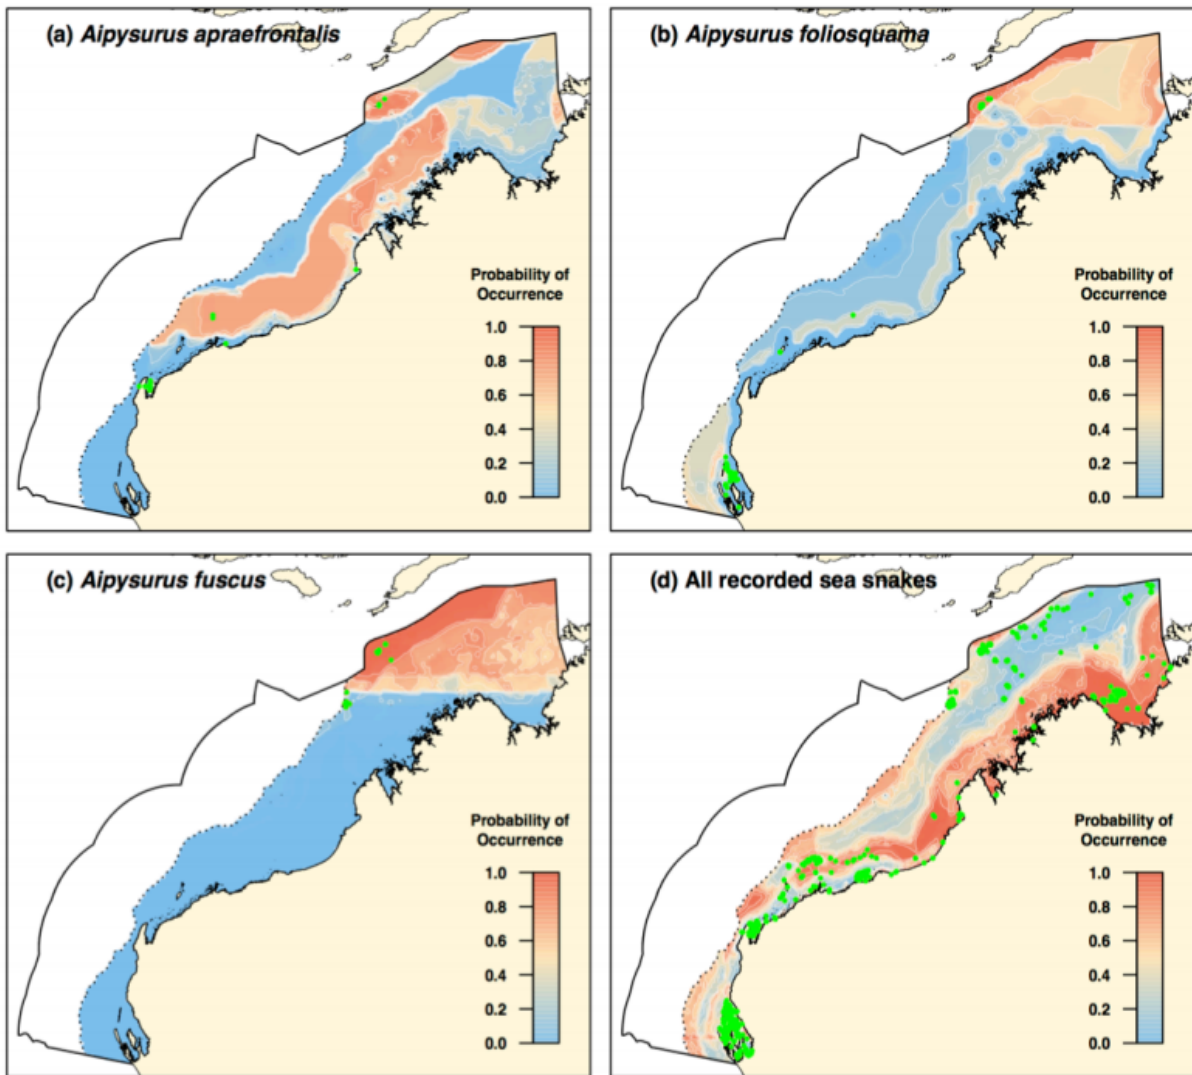 (a) Aipysurus apraefrontalis
Probability of
Occurrence
1.0
0.8
0.6
0.4
0.2
0.0
(b) Aipysurus foliosquama
Probability of
Occurrence
1.0
0.8
0.6
0.4
0.2
0.0
(c) Aipysurus fuscus
Probability of
Occurrence
1.0
0.8
0.6
0.4
0.2
0.0
(d) All recorded sea snakes
Probability of
Occurrence
1.0
0.8
0.6
0.4
0.2
0.0